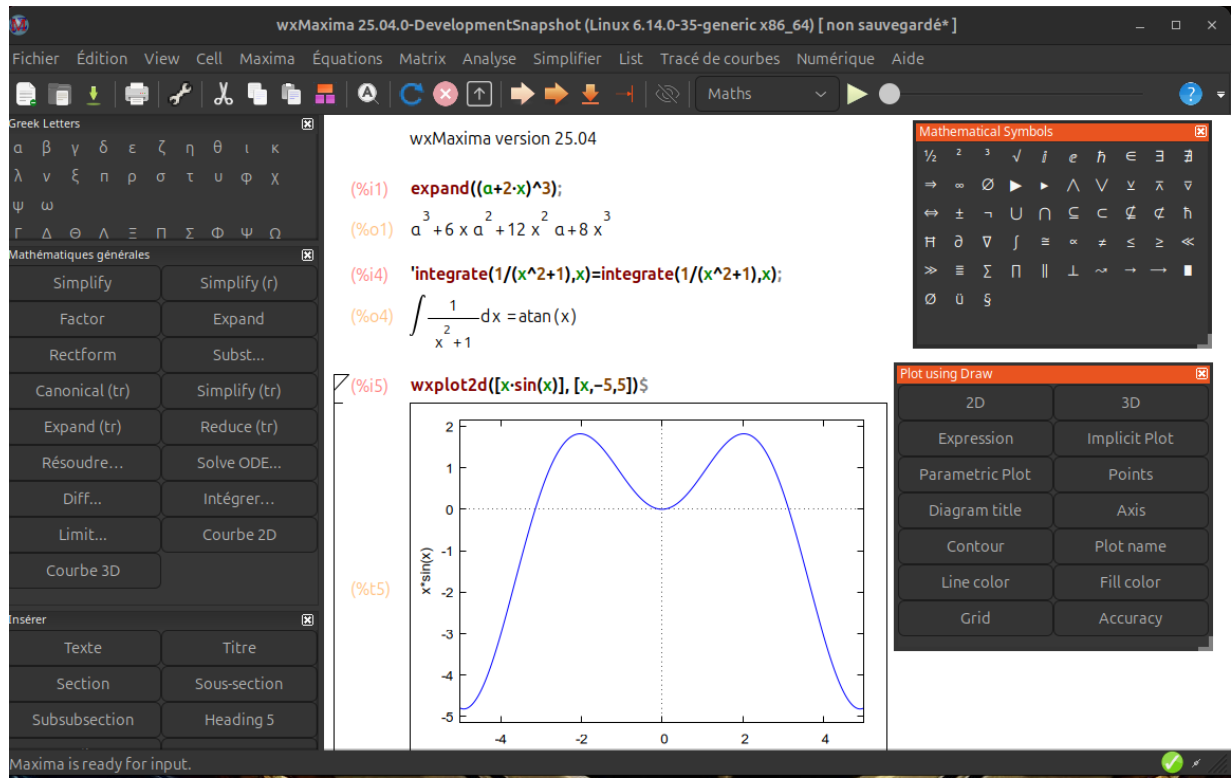 wxMaxima 25.04.0-DevelopmentSnapshot (Linux 6.14.0-35-generic x86_64) [ non sauvegardé* ]
Fichier Édition View Cell Maxima Équations Matrix Analyse Simplifier List Tracé de courbes Numérique Aide
Maths
Greek Letters
α β γ δ ε ζ η θ ι κ
λ ν ξ π ρ σ τ υ φ χ
ψ ω
Γ Δ Θ Λ Ξ Π Σ Φ Ψ Ω
Mathématiques générales
Simplify Simplify (r)
Factor Expand
Rectform Subst...
Canonical (tr) Simplify (tr)
Expand (tr) Reduce (tr)
Résoudre... Solve ODE...
Diff... Intégrer...
Limit... Courbe 2D
Courbe 3D
Insérer
Texte Titre
Section Sous-section
Subsubsection Heading 5
wxMaxima version 25.04
(%i1) expand((a+2·x)^3);
(%o1) a^3+6 x a^2+12 x^2 a+8 x^3
(%i4) 'integrate(1/(x^2+1),x)=integrate(1/(x^2+1),x);
(%o4) ∫ 1/(x^2+1) dx = atan(x)
(%i5) wxplot2d([x·sin(x)], [x,−5,5])$
(%t5)
x*sin(x)
2
1
0
-1
-2
-3
-4
-5
-4 -2 0 2 4
Mathematical Symbols
½ ² ³ √ ⅈ ⅇ ℏ ∈ ∃ ∄
⇒ ∞ ∅ ▶ ▸ ⋀ ⋁ ⊻ ⊼ ⊽
⇔ ± ¬ ⋃ ⋂ ⊆ ⊂ ⊈ ⊄ ħ
Ħ ∂ ∇ ∫ ≅ ∝ ≠ ≤ ≥ ≪
≫ ≣ ∑ ∏ ∥ ⊥ ⇝ → ⟶ ∎
Ø ü §
Plot using Draw
2D 3D
Expression Implicit Plot
Parametric Plot Points
Diagram title Axis
Contour Plot name
Line color Fill color
Grid Accuracy
Maxima is ready for input.